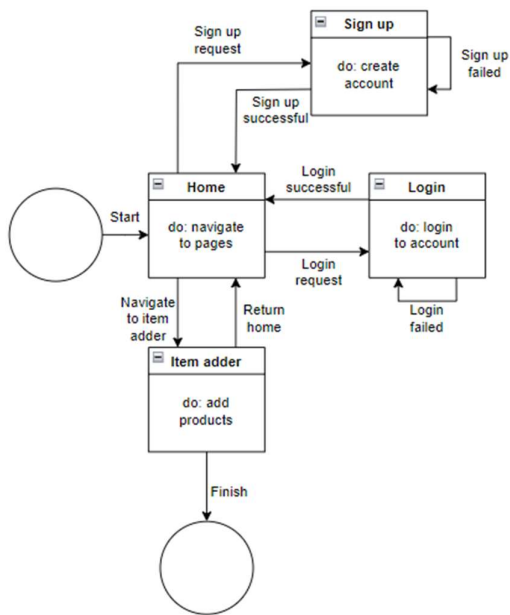 Sign up
request
Sign up
do: create
account
Sign up
failed
Sign up
successful
Login
successful
Home
do: navigate
to pages
Login
do: login
to account
Start
Login
request
Login
failed
Navigate
to item
adder
Return
home
Item adder
do: add
products
Finish